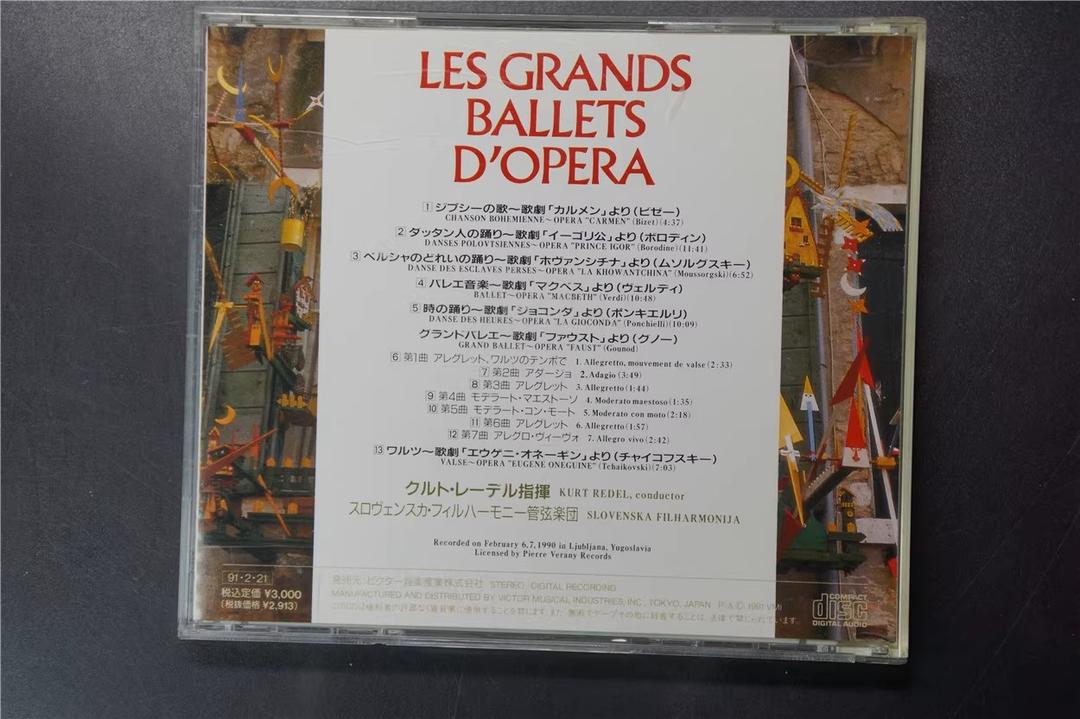 LES GRANDS
BALLETS
D'OPERA
1 ジプシーの歌〜歌劇「カルメン」より(ビゼー)
CHANSON BOHEMIENNE〜OPERA "CARMEN" (Bizet)(4:37)
2 ダッタン人の踊り〜歌劇「イーゴリ公」より(ボロディン)
DANSES POLOVTSIENNES〜OPERA "PRINCE IGOR" (Borodine)(11:41)
3 ペルシャのどれいの踊り〜歌劇「ホヴァンシチナ」より(ムソルグスキー)
DANSE DES ESCLAVES PERSES〜OPERA "LA KHOWANTCHINA" (Moussorgski)(6:52)
4 バレエ音楽〜歌劇「マクベス」より(ヴェルディ)
BALLET〜OPERA "MACBETH" (Verdi)(10:48)
5 時の踊り〜歌劇「ジョコンダ」より(ポンキエルリ)
DANSE DES HEURES〜OPERA "LA GIOCONDA" (Ponchielli)(10:09)
グランドバレエ〜歌劇「ファウスト」より(グノー)
GRAND BALLET〜OPERA "FAUST" (Gounod)
6 第1曲 アレグレット、ワルツのテンポで 1. Allegretto, mouvement de valse(2:33)
7 第2曲 アダージョ 2. Adagio(3:49)
8 第3曲 アレグレット 3. Allegretto(1:44)
9 第4曲 モデラート・マエストーソ 4. Moderato maestoso(1:35)
10 第5曲 モデラート・コン・モート 5. Moderato con moto(2:18)
11 第6曲 アレグレット 6. Allegretto(1:57)
12 第7曲 アレグロ・ヴィーヴォ 7. Allegro vivo(2:42)
13 ワルツ〜歌劇「エウゲニ・オネーギン」より(チャイコフスキー)
VALSE〜OPERA "EUGENE ONEGUINE" (Tchaikovski)(7:03)
クルト・レーデル指揮 KURT REDEL, conductor
スロヴェンスカ・フィルハーモニー管弦楽団 SLOVENSKA FILHARMONIJA
Recorded on February 6,7, 1990 in Ljubljana, Yugoslavia
Licensed by Pierre Verany Records
91・2・21
税込定価 ¥3,000
(税抜価格 ¥2,913)
発売元:ビクター音楽産業株式会社 STEREO DIGITAL RECORDING
MANUFACTURED AND DISTRIBUTED BY VICTOR MUSICAL INDUSTRIES, INC., TOKYO, JAPAN 1991 VMI
COMPACT
disc
DIGITAL AUDIO